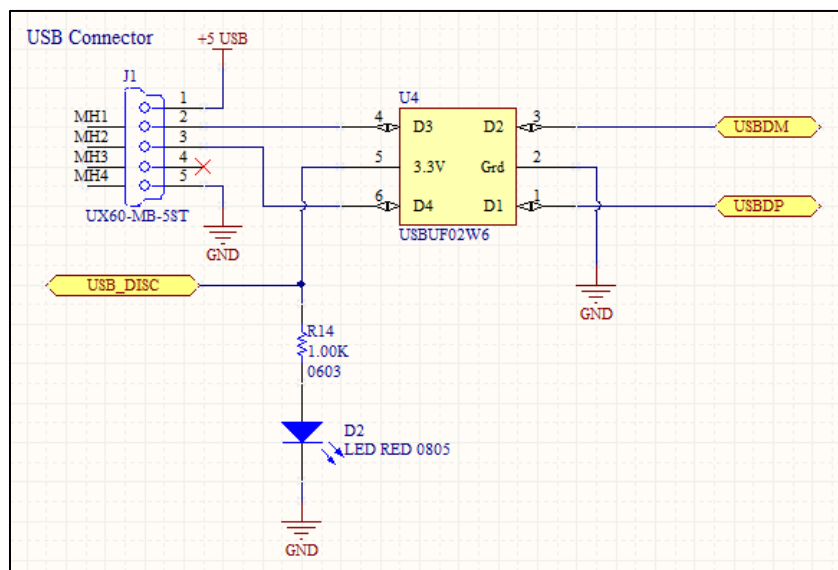 USB Connector
+5 USB
J1
1
2
3
4
5
MH1
MH2
MH3
MH4
UX60-MB-5ST
GND
U4
4
D3
D2
3
5
3.3V
Grd
2
6
D4
D1
1
USBUF02W6
USBDM
USBDP
GND
USB_DISC
R14
1.00K
0603
D2
LED RED 0805
GND